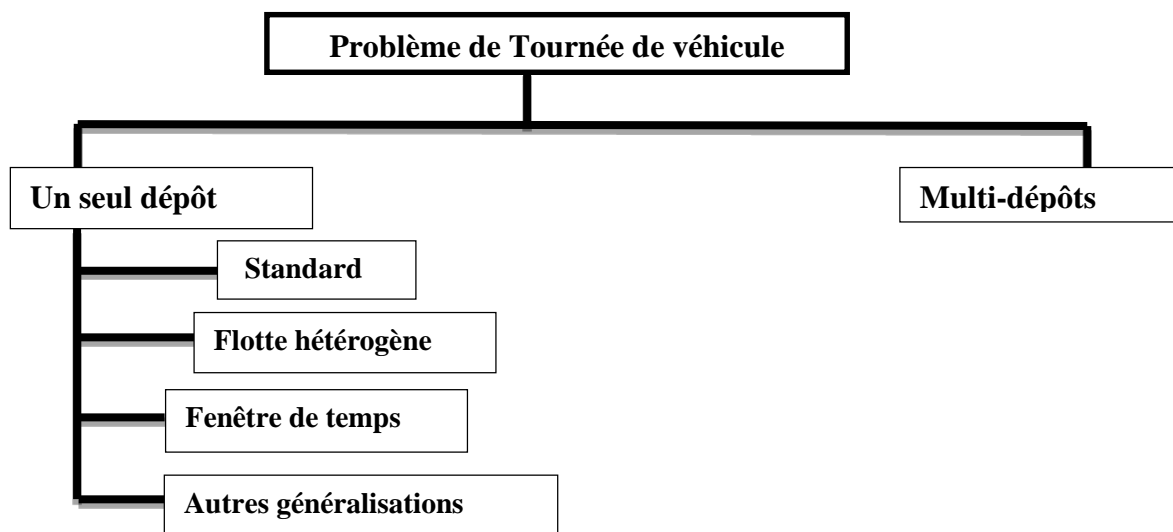 Problème de Tournée de véhicule
Un seul dépôt
Multi-dépôts
Standard
Flotte hétérogène
Fenêtre de temps
Autres généralisations